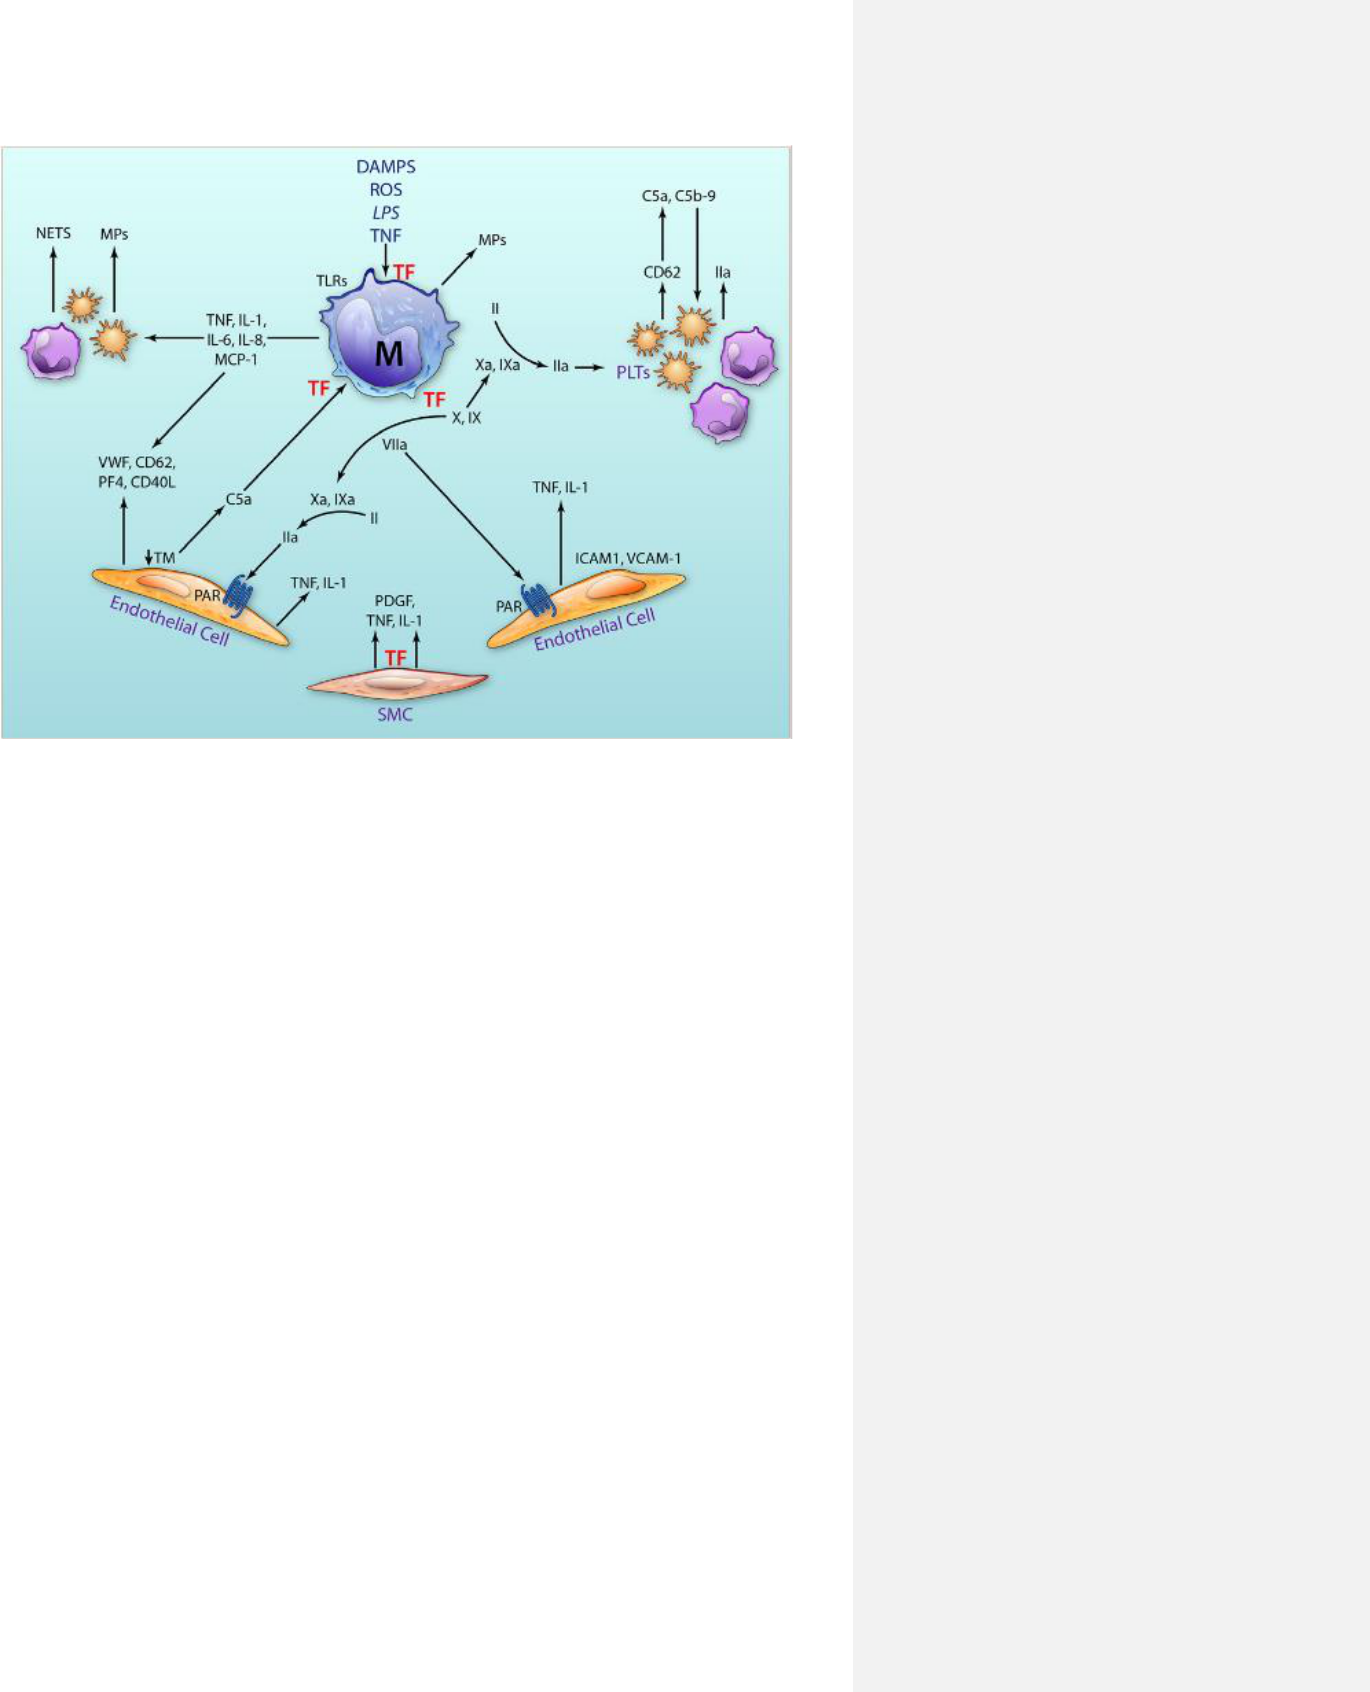 DAMPS
ROS
LPS
TNF
TF
TLRs
M
MPs
NETS
MPs
TNF, IL-1,
IL-6, IL-8,
MCP-1
TF
TF
II
Xa, IXa
IIa
X, IX
VIIa
C5a, C5b-9
CD62
IIa
PLTs
VWF, CD62,
PF4, CD40L
C5a
Xa, IXa
II
IIa
TM
PAR
Endothelial Cell
TNF, IL-1
PDGF,
TNF, IL-1
TF
SMC
TNF, IL-1
ICAM1, VCAM-1
PAR
Endothelial Cell